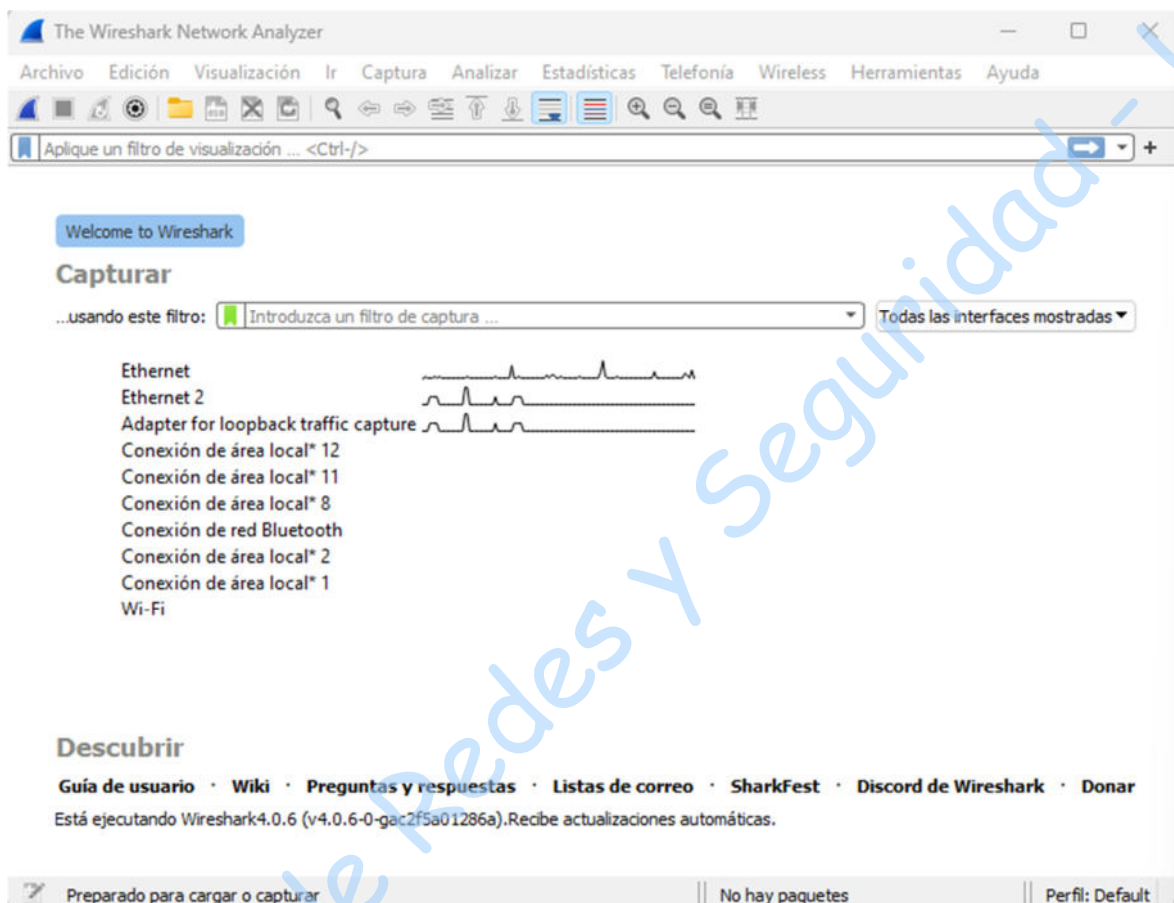 The Wireshark Network Analyzer
Archivo Edición Visualización Ir Captura Analizar Estadísticas Telefonía Wireless Herramientas Ayuda
Aplique un filtro de visualización ... <Ctrl-/>
Welcome to Wireshark
Capturar
...usando este filtro: Introduzca un filtro de captura ... Todas las interfaces mostradas
Ethernet
Ethernet 2
Adapter for loopback traffic capture
Conexión de área local* 12
Conexión de área local* 11
Conexión de área local* 8
Conexión de red Bluetooth
Conexión de área local* 2
Conexión de área local* 1
Wi-Fi
Descubrir
Guía de usuario · Wiki · Preguntas y respuestas · Listas de correo · SharkFest · Discord de Wireshark · Donar
Está ejecutando Wireshark4.0.6 (v4.0.6-0-gac2f5a01286a).Recibe actualizaciones automáticas.
Preparado para cargar o capturar No hay paquetes Perfil: Default
de Redes y Seguridad -